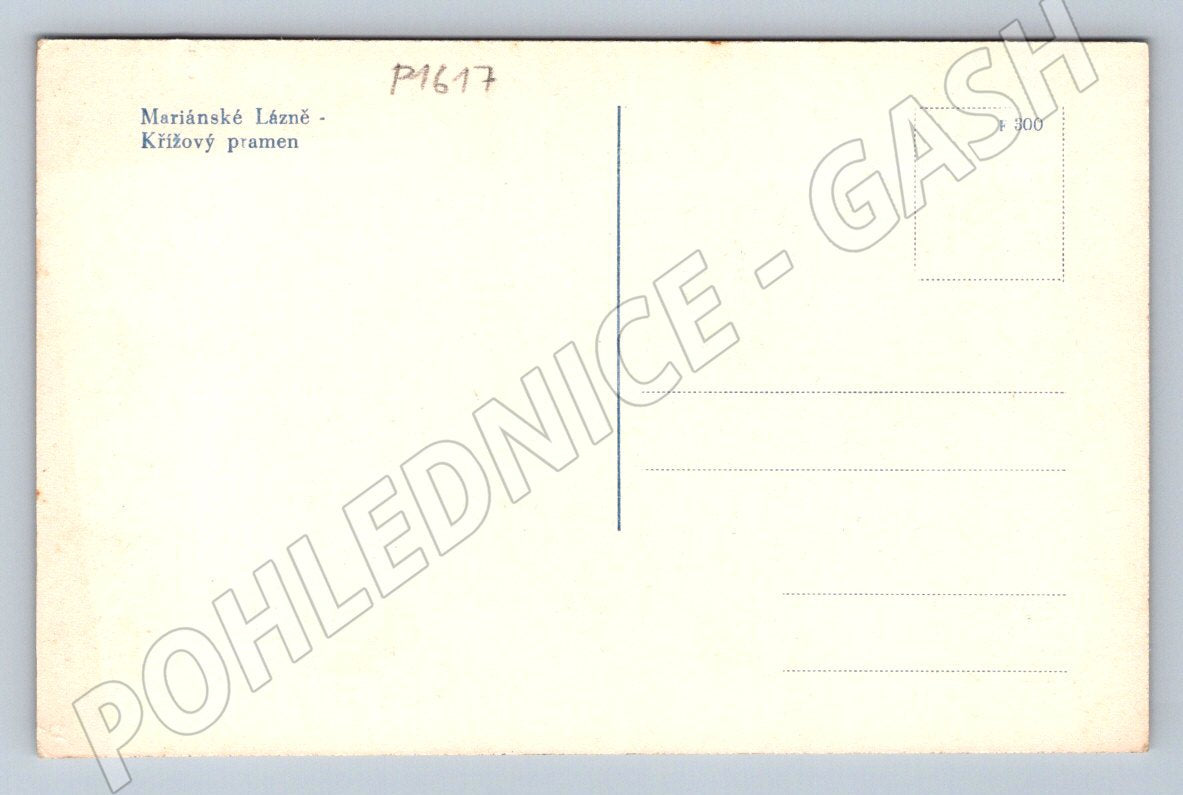 P1617
Mariánské Lázně -
Křížový pramen
F 300
POHLEDNICE - GASH